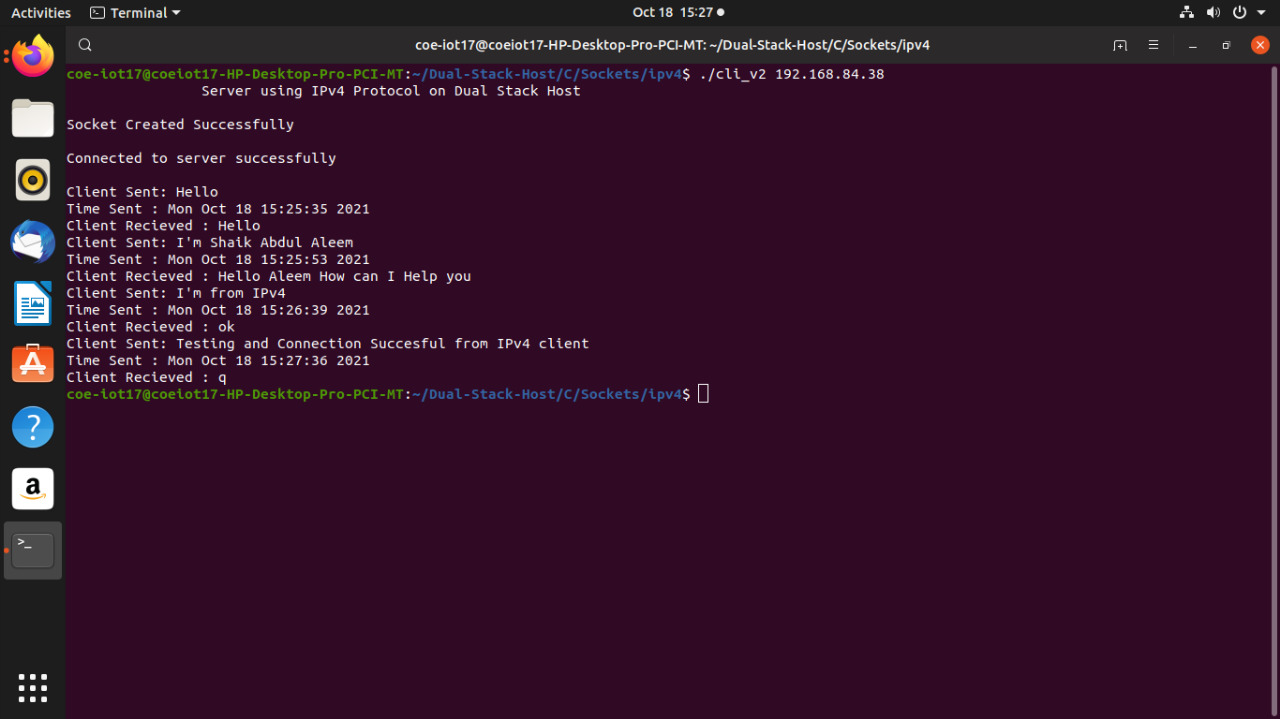 Activities
Terminal
Oct 18 15:27
coe-iot17@coeiot17-HP-Desktop-Pro-PCI-MT: ~/Dual-Stack-Host/C/Sockets/ipv4
coe-iot17@coeiot17-HP-Desktop-Pro-PCI-MT:~/Dual-Stack-Host/C/Sockets/ipv4$ ./cli_v2 192.168.84.38
Server using IPv4 Protocol on Dual Stack Host
Socket Created Successfully
Connected to server successfully
Client Sent: Hello
Time Sent : Mon Oct 18 15:25:35 2021
Client Recieved : Hello
Client Sent: I'm Shaik Abdul Aleem
Time Sent : Mon Oct 18 15:25:53 2021
Client Recieved : Hello Aleem How can I Help you
Client Sent: I'm from IPv4
Time Sent : Mon Oct 18 15:26:39 2021
Client Recieved : ok
Client Sent: Testing and Connection Succesful from IPv4 client
Time Sent : Mon Oct 18 15:27:36 2021
Client Recieved : q
coe-iot17@coeiot17-HP-Desktop-Pro-PCI-MT:~/Dual-Stack-Host/C/Sockets/ipv4$